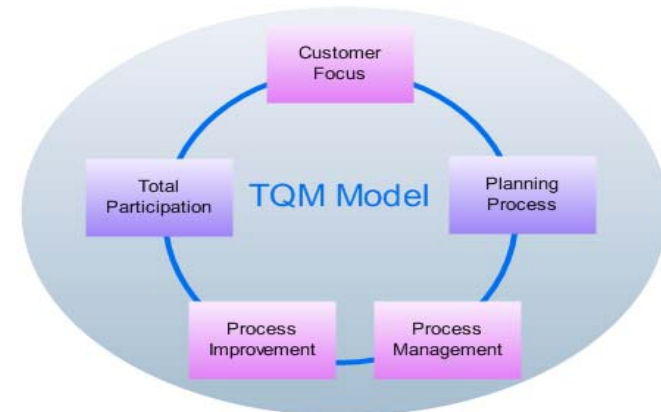 Customer
Focus
Total
Participation
TQM Model
Planning
Process
Process
Improvement
Process
Management